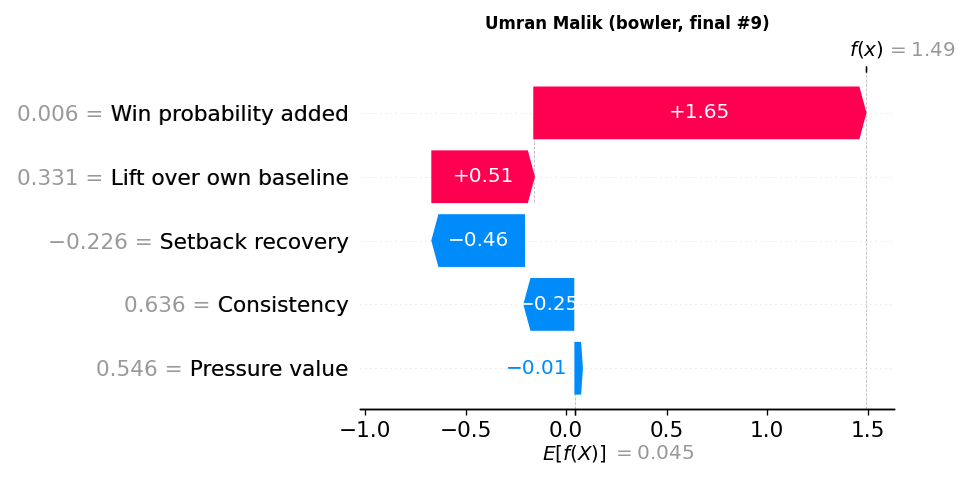 Umran Malik (bowler, final #9)
f(x) = 1.49
0.006 = Win probability added
+1.65
0.331 = Lift over own baseline
+0.51
−0.226 = Setback recovery
−0.46
0.636 = Consistency
−0.25
0.546 = Pressure value
−0.01
−1.0 −0.5 0.0 0.5 1.0 1.5
E[f(X)] = 0.045